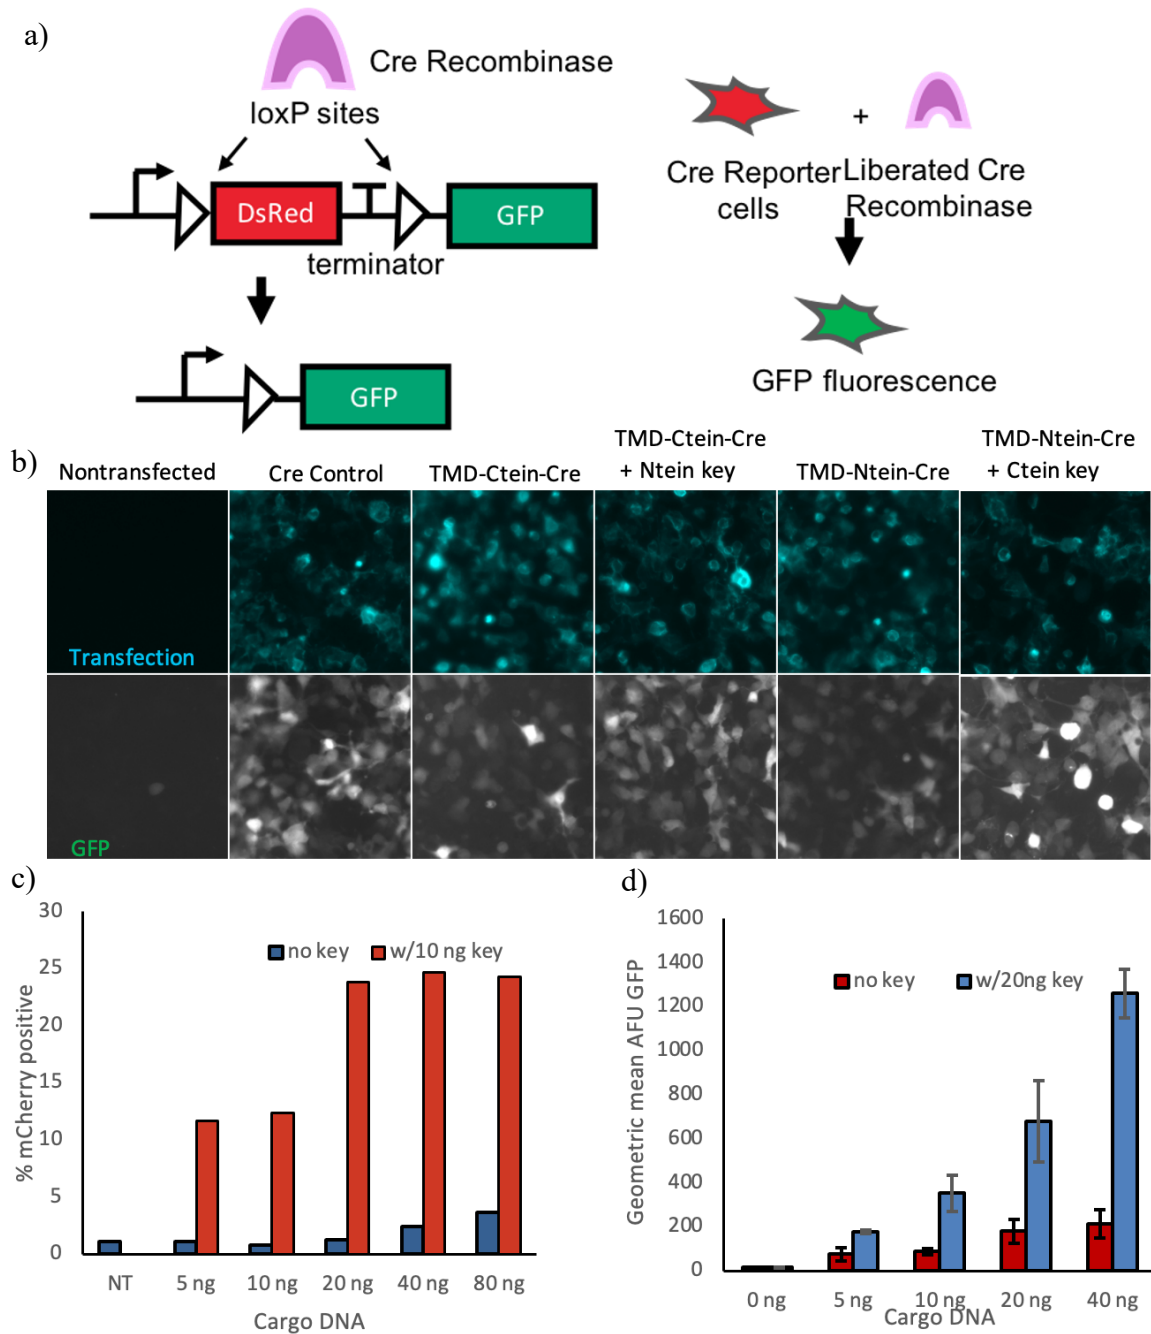 a)
Cre Recombinase
loxP sites
DsRed
GFP
terminator
GFP
+
Cre Reporter
cells
Liberated Cre
Recombinase
GFP fluorescence
b)
Nontransfected
Cre Control
TMD-Ctein-Cre
TMD-Ctein-Cre
+ Ntein key
TMD-Ntein-Cre
TMD-Ntein-Cre
+ Ctein key
Transfection
GFP
c)
% mCherry positive
30
25
20
15
10
5
0
no key
w/10 ng key
NT
5 ng
10 ng
20 ng
40 ng
80 ng
Cargo DNA
d)
Geometric mean AFU GFP
1600
1400
1200
1000
800
600
400
200
0
no key
w/20ng key
0 ng
5 ng
10 ng
20 ng
40 ng
Cargo DNA